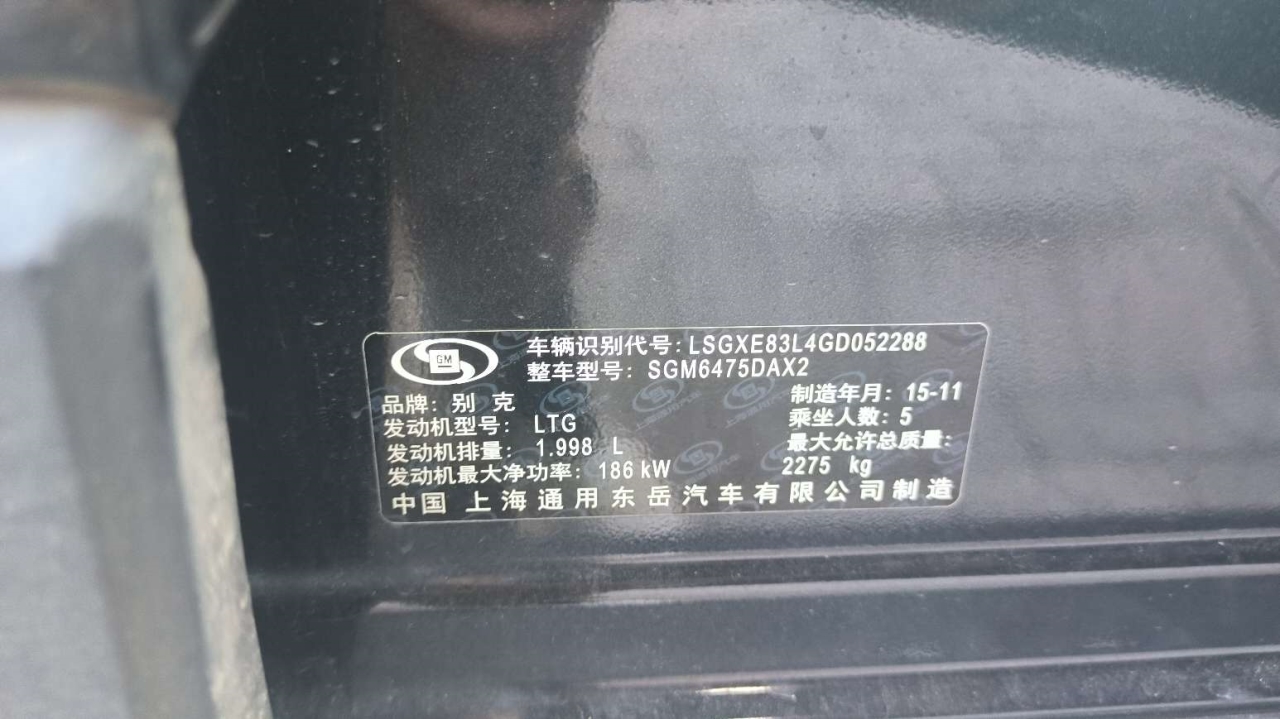 GM
车辆识别代号: LSGXE83L4GD052288
整车型号: SGM6475DAX2
品牌: 别 克
制造年月: 15-11
发动机型号: LTG
乘坐人数: 5
发动机排量: 1.998 L
最大允许总质量:
2275 kg
发动机最大净功率: 186 kW
中国 上海通用东岳汽车有限公司制造